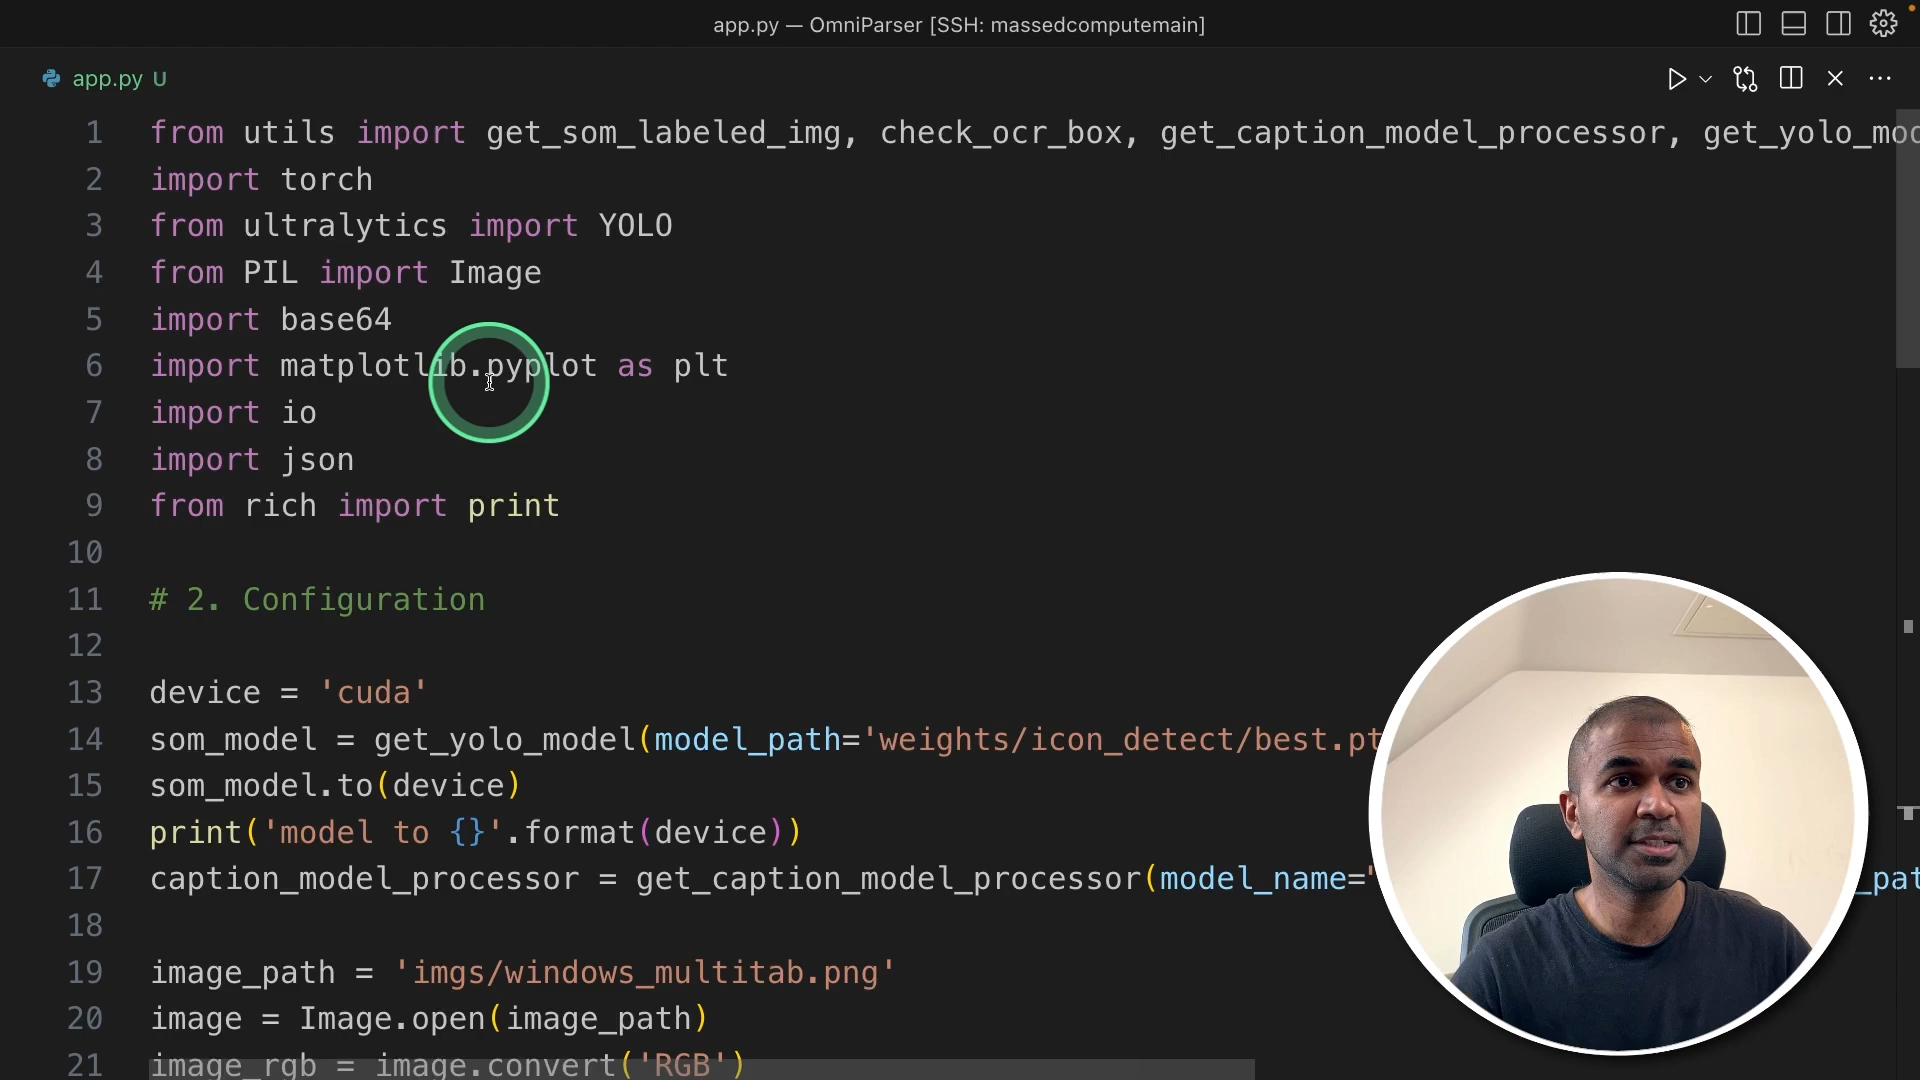 app.py — OmniParser [SSH: massedcomputemain]
app.py U
1 from utils import get_som_labeled_img, check_ocr_box, get_caption_model_processor, get_yolo_mod
2 import torch
3 from ultralytics import YOLO
4 from PIL import Image
5 import base64
6 import matplotlib.pyplot as plt
7 import io
8 import json
9 from rich import print
10
11 # 2. Configuration
12
13 device = 'cuda'
14 som_model = get_yolo_model(model_path='weights/icon_detect/best.pt
15 som_model.to(device)
16 print('model to {}'.format(device))
17 caption_model_processor = get_caption_model_processor(model_name=' _pat
18
19 image_path = 'imgs/windows_multitab.png'
20 image = Image.open(image_path)
21 image_rgb = image.convert('RGB')